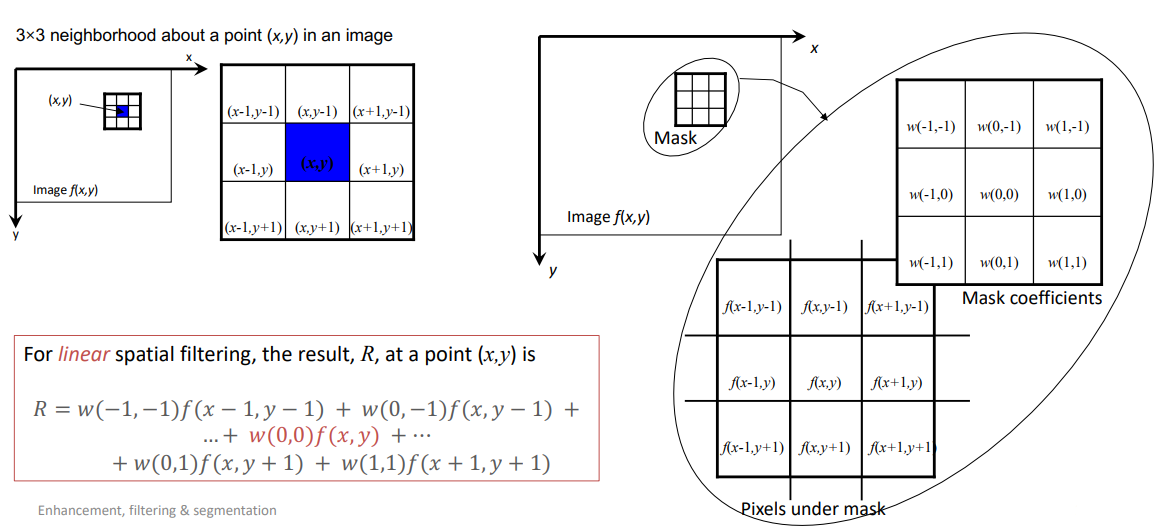 3×3 neighborhood about a point (x,y) in an image
x
(x,y)
Image f(x,y)
y
(x-1,y-1) (x,y-1) (x+1,y-1)
(x-1,y) (x,y) (x+1,y)
(x-1,y+1) (x,y+1) (x+1,y+1)
x
Mask
Image f(x,y)
y
w(-1,-1) w(0,-1) w(1,-1)
w(-1,0) w(0,0) w(1,0)
w(-1,1) w(0,1) w(1,1)
Mask coefficients
f(x-1,y-1) f(x,y-1) f(x+1,y-1)
f(x-1,y) f(x,y) f(x+1,y)
f(x-1,y+1) f(x,y+1) f(x+1,y+1)
Pixels under mask
For linear spatial filtering, the result, R, at a point (x,y) is
R = w(−1,−1)f(x − 1, y − 1) + w(0,−1)f(x, y − 1) +
… + w(0,0)f(x, y) + ⋯
+ w(0,1)f(x, y + 1) + w(1,1)f(x + 1, y + 1)
Enhancement, filtering & segmentation